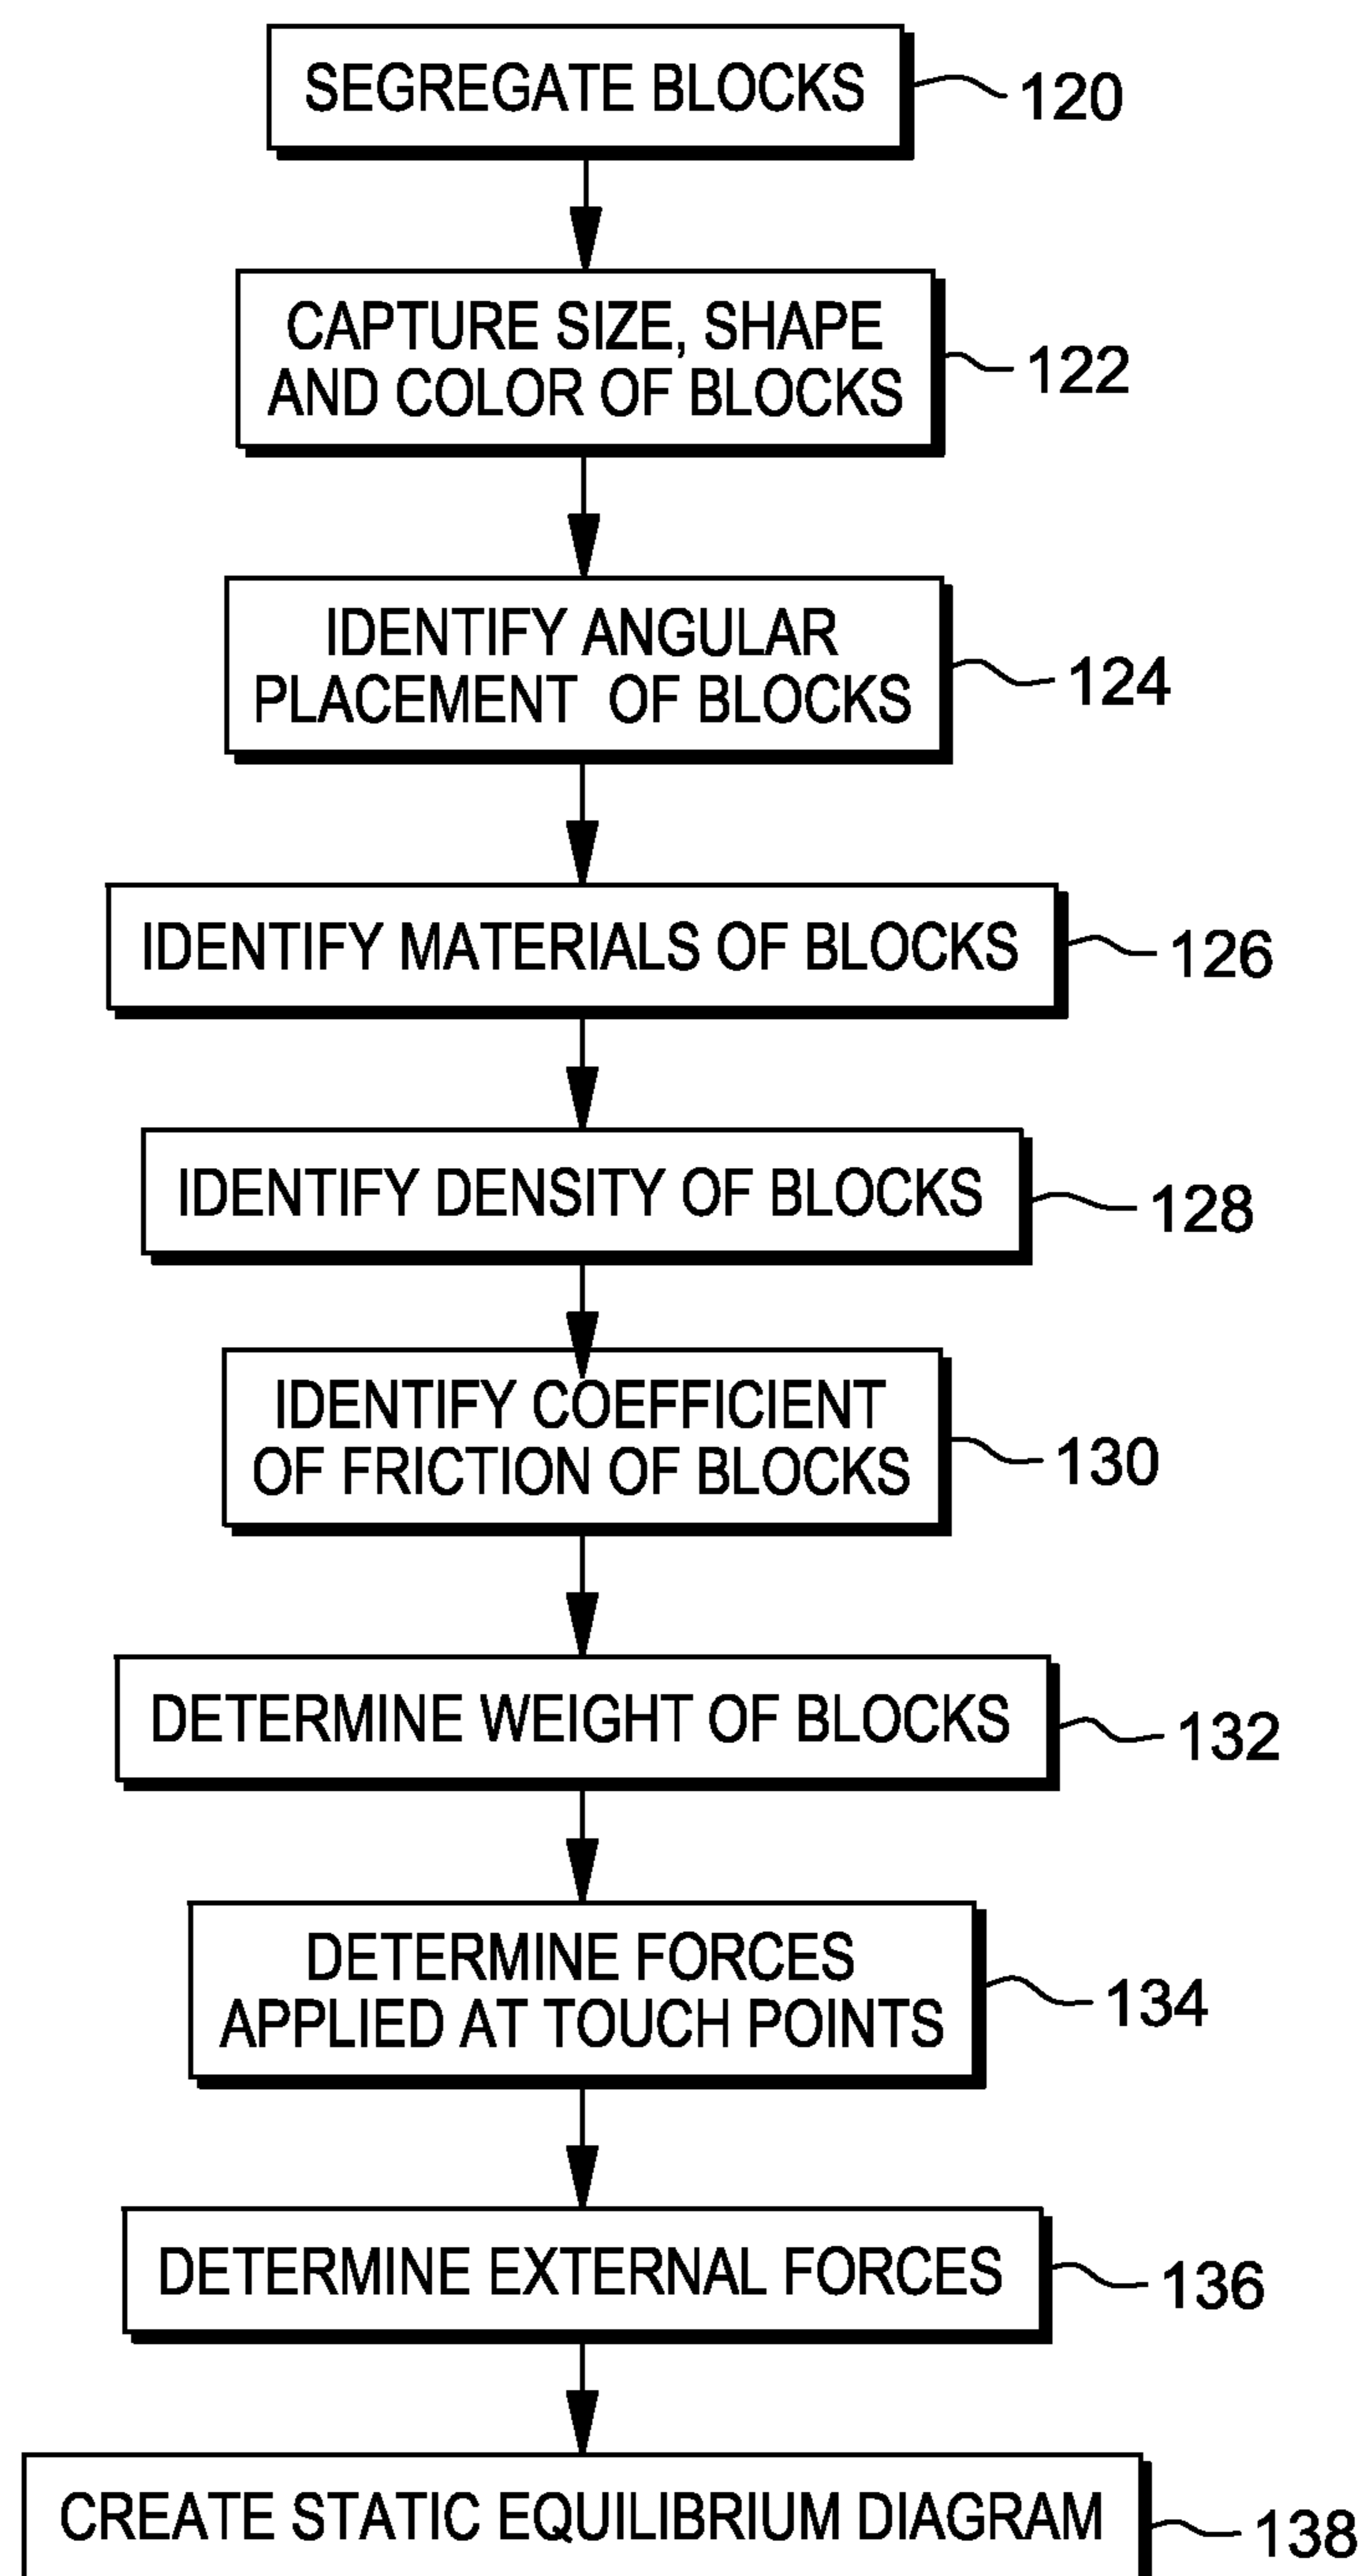 SEGREGATE BLOCKS
120
CAPTURE SIZE, SHAPE
AND COLOR OF BLOCKS
122
IDENTIFY ANGULAR
PLACEMENT OF BLOCKS
124
IDENTIFY MATERIALS OF BLOCKS
126
IDENTIFY DENSITY OF BLOCKS
128
IDENTIFY COEFFICIENT
OF FRICTION OF BLOCKS
130
DETERMINE WEIGHT OF BLOCKS
132
DETERMINE FORCES
APPLIED AT TOUCH POINTS
134
DETERMINE EXTERNAL FORCES
136
CREATE STATIC EQUILIBRIUM DIAGRAM
138